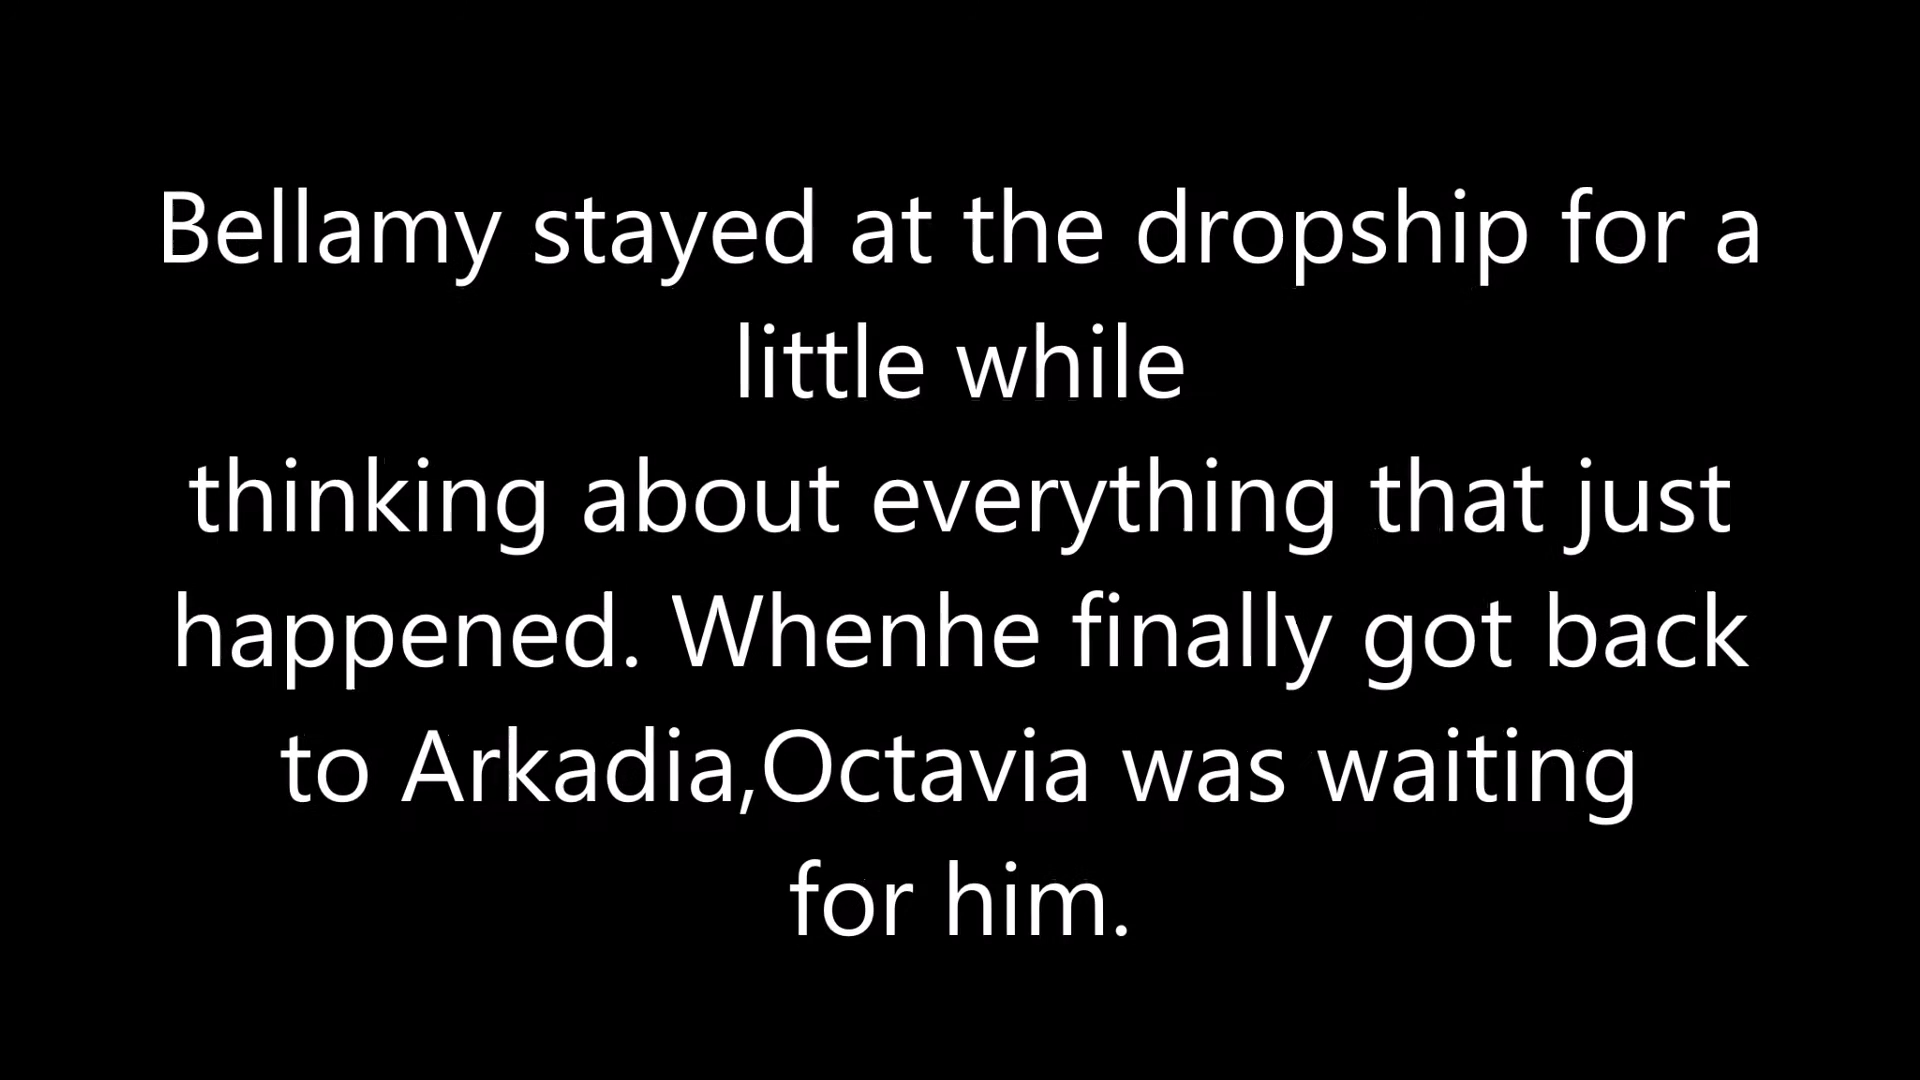 Bellamy stayed at the dropship for a
little while
thinking about everything that just
happened. Whenhe finally got back
to Arkadia,Octavia was waiting
for him.